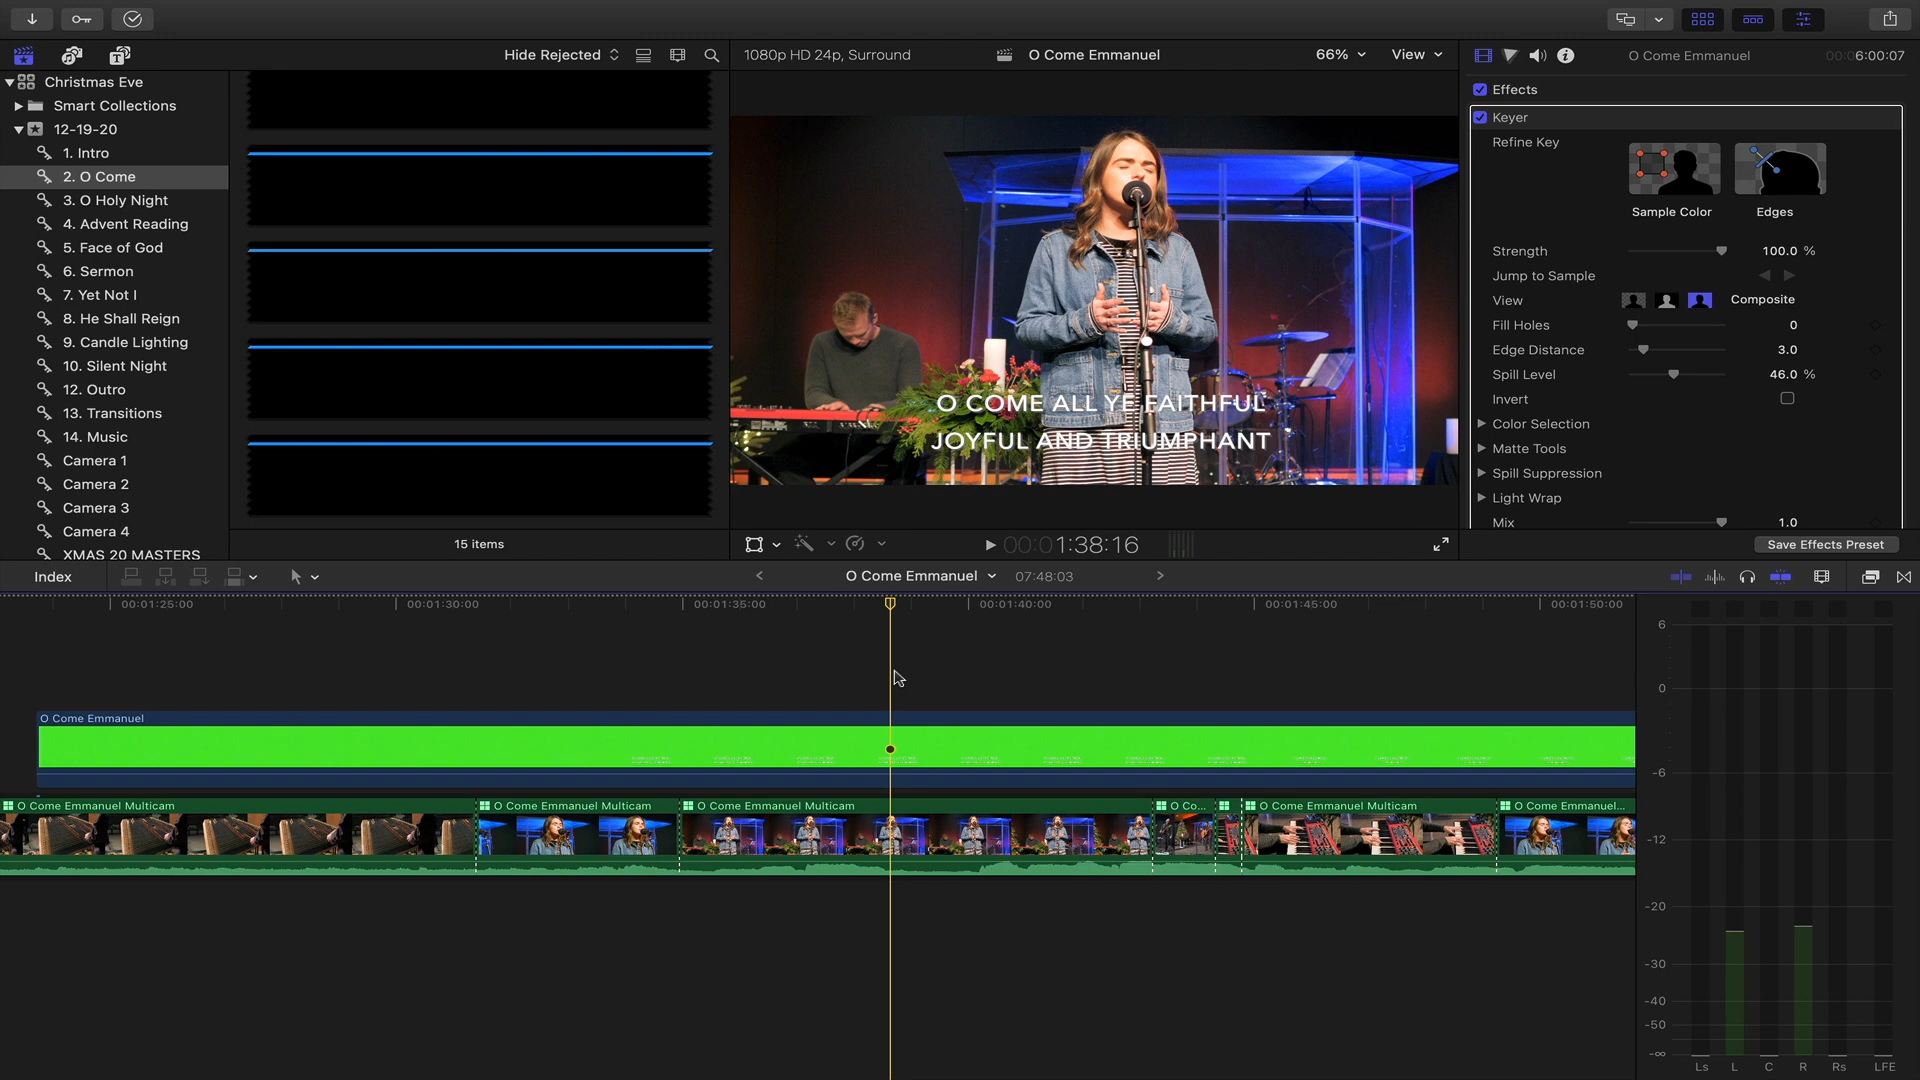 Hide Rejected
1080p HD 24p, Surround
O Come Emmanuel
66%
View
O Come Emmanuel
00:06:00:07
Christmas Eve
Smart Collections
12-19-20
1. Intro
2. O Come
3. O Holy Night
4. Advent Reading
5. Face of God
6. Sermon
7. Yet Not I
8. He Shall Reign
9. Candle Lighting
10. Silent Night
12. Outro
13. Transitions
14. Music
Camera 1
Camera 2
Camera 3
Camera 4
XMAS 20 MASTERS
15 items
O COME ALL YE FAITHFUL
JOYFUL AND TRIUMPHANT
00:01:38:16
Effects
Keyer
Refine Key
Sample Color
Edges
Strength
100.0 %
Jump to Sample
View
Composite
Fill Holes
0
Edge Distance
3.0
Spill Level
46.0 %
Invert
Color Selection
Matte Tools
Spill Suppression
Light Wrap
Mix
1.0
Save Effects Preset
Index
O Come Emmanuel
07:48:03
00:01:25:00
00:01:30:00
00:01:35:00
00:01:40:00
00:01:45:00
00:01:50:00
O Come Emmanuel
O Come Emmanuel Multicam
O Come Emmanuel Multicam
O Come Emmanuel Multicam
O Co...
O Come Emmanuel Multicam
O Come Emmanuel...
6
0
-6
-12
-20
-30
-40
-50
-∞
Ls
L
C
R
Rs
LFE